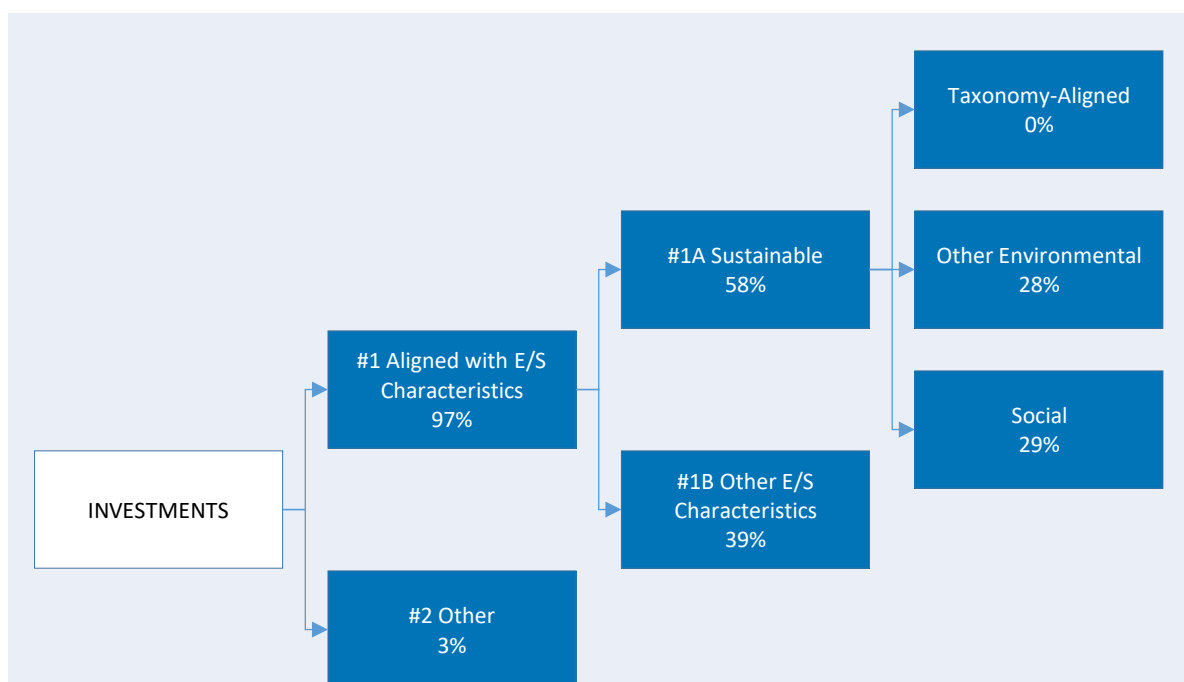 INVESTMENTS
#1 Aligned with E/S
Characteristics
97%
#2 Other
3%
#1A Sustainable
58%
#1B Other E/S
Characteristics
39%
Taxonomy-Aligned
0%
Other Environmental
28%
Social
29%